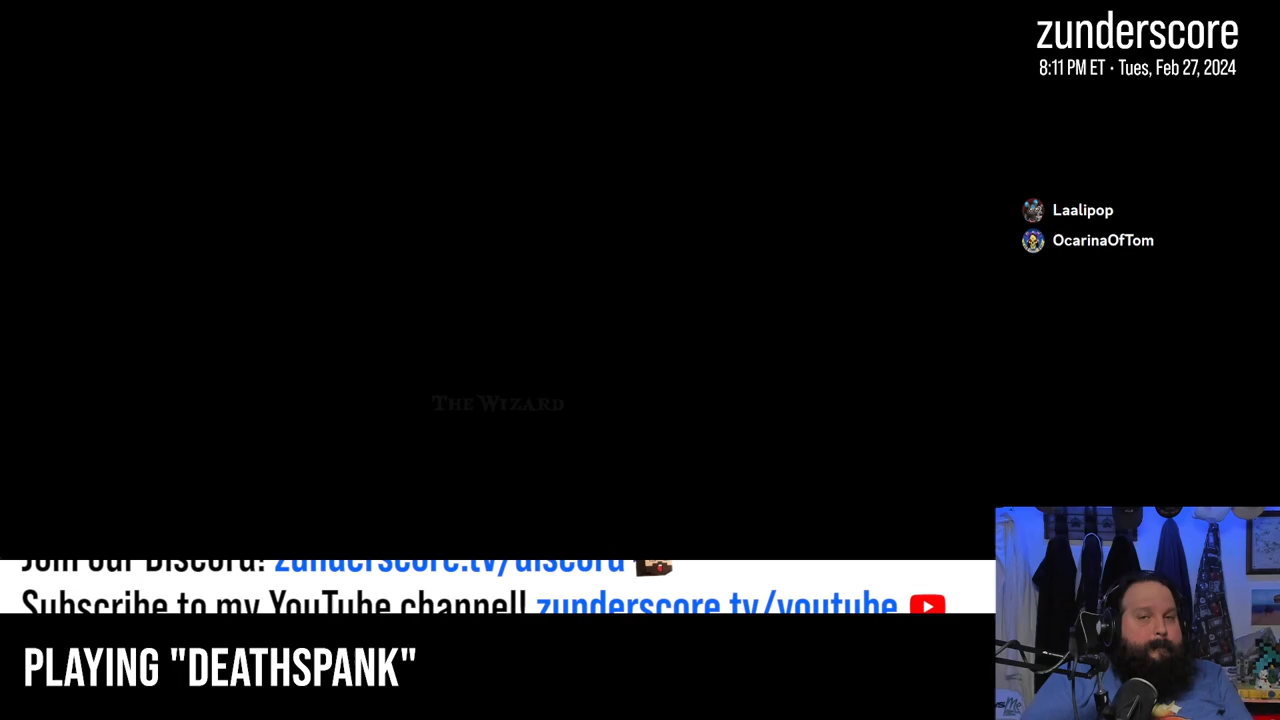 zunderscore
8:11 PM ET · Tues, Feb 27, 2024
Laalipop
OcarinaOfTom
The Wizard
Join our Discord! zunderscore.tv/discord
Subscribe to my YouTube channel! zunderscore.tv/youtube
PLAYING "DEATHSPANK"